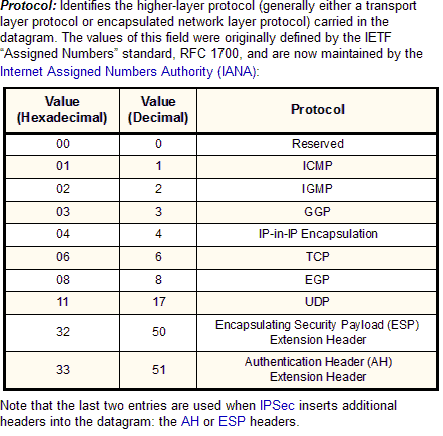 Protocol: Identifies the higher-layer protocol (generally either a transport
layer protocol or encapsulated network layer protocol) carried in the
datagram. The values of this field were originally defined by the IETF
“Assigned Numbers” standard, RFC 1700, and are now maintained by the
Internet Assigned Numbers Authority (IANA):
Value (Hexadecimal) Value (Decimal) Protocol
00 0 Reserved
01 1 ICMP
02 2 IGMP
03 3 GGP
04 4 IP-in-IP Encapsulation
06 6 TCP
08 8 EGP
11 17 UDP
32 50 Encapsulating Security Payload (ESP) Extension Header
33 51 Authentication Header (AH) Extension Header
Note that the last two entries are used when IPSec inserts additional
headers into the datagram: the AH or ESP headers.